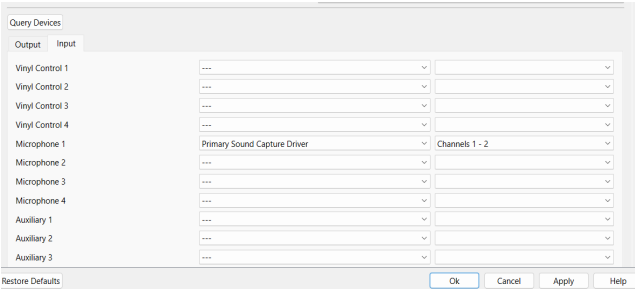 Query Devices
Output Input
Vinyl Control 1 ---
Vinyl Control 2 ---
Vinyl Control 3 ---
Vinyl Control 4 ---
Microphone 1 Primary Sound Capture Driver Channels 1 - 2
Microphone 2 ---
Microphone 3 ---
Microphone 4 ---
Auxiliary 1 ---
Auxiliary 2 ---
Auxiliary 3 ---
Restore Defaults Ok Cancel Apply Help